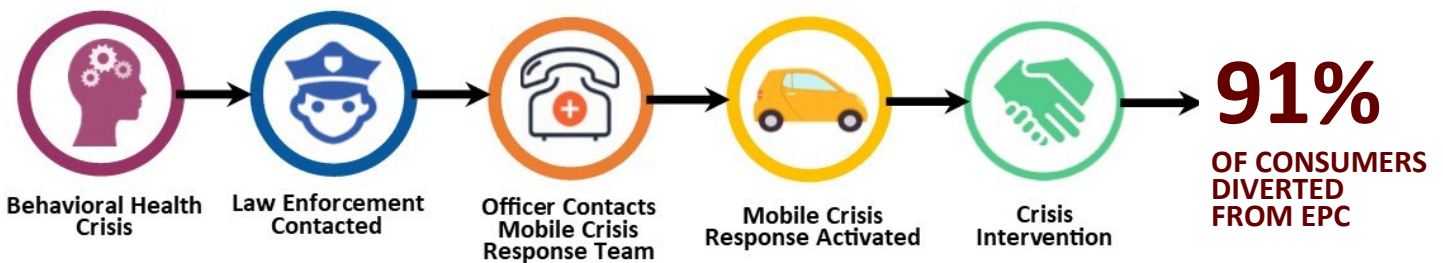 Behavioral Health
Crisis
Law Enforcement
Contacted
Officer Contacts
Mobile Crisis
Response Team
Mobile Crisis
Response Activated
Crisis
Intervention
91%
OF CONSUMERS
DIVERTED
FROM EPC